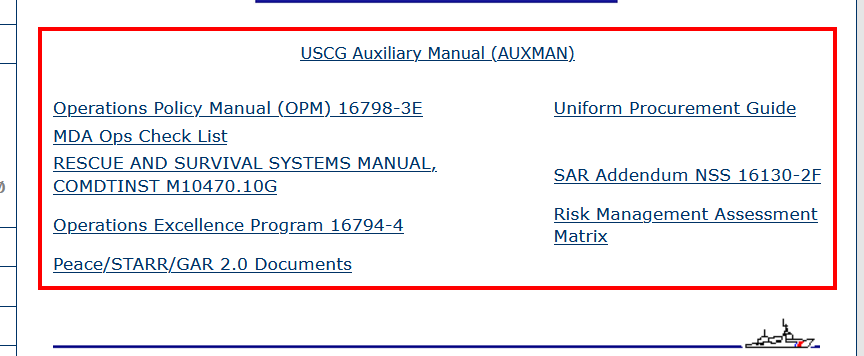 USCG Auxiliary Manual (AUXMAN)
Operations Policy Manual (OPM) 16798-3E
Uniform Procurement Guide
MDA Ops Check List
RESCUE AND SURVIVAL SYSTEMS MANUAL,
COMDTINST M10470.10G
SAR Addendum NSS 16130-2F
Operations Excellence Program 16794-4
Risk Management Assessment
Matrix
Peace/STARR/GAR 2.0 Documents